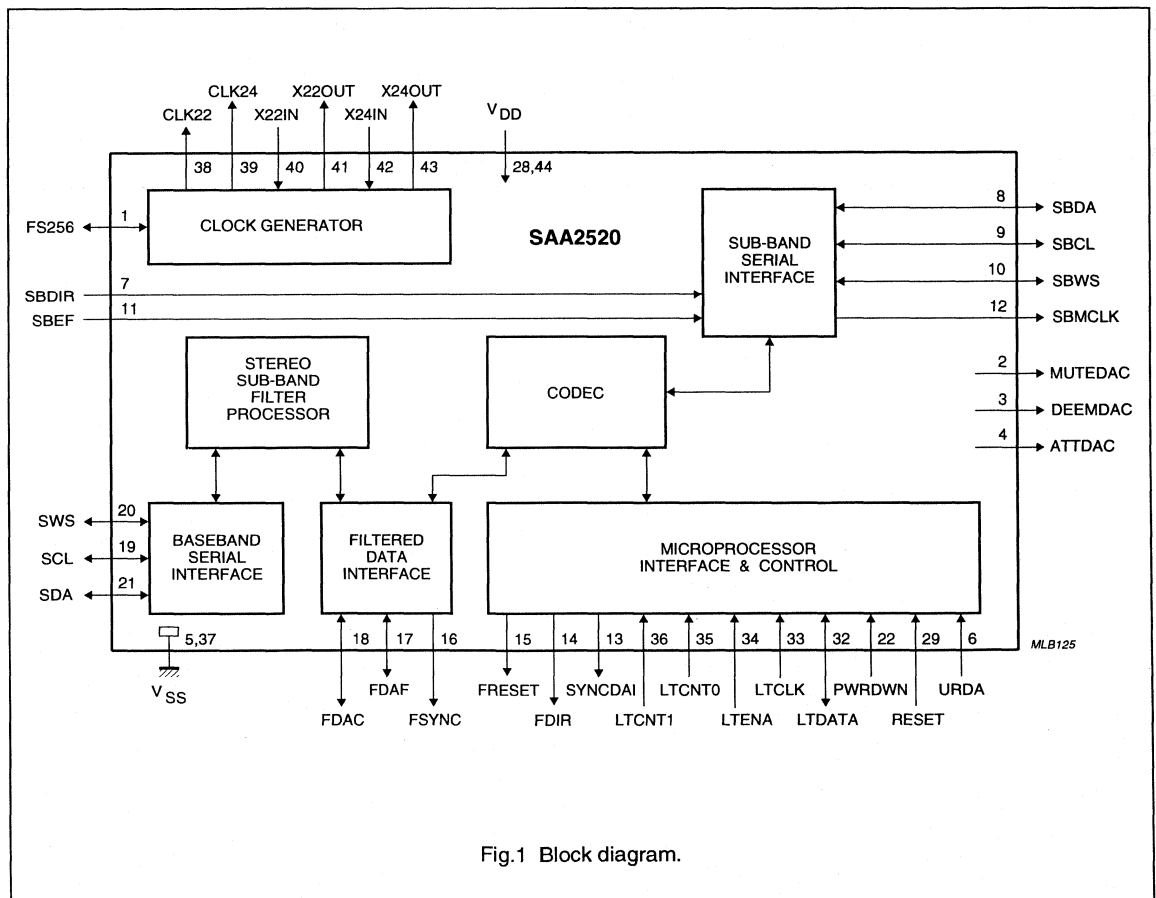 CLK24 X22OUT X24OUT
CLK22 X22IN X24IN V DD
38 39 40 41 42 43 28,44
FS256 1 CLOCK GENERATOR
SAA2520
SUB-BAND
SERIAL
INTERFACE
8 SBDA
9 SBCL
10 SBWS
12 SBMCLK
SBDIR 7
SBEF 11
STEREO
SUB-BAND
FILTER
PROCESSOR
CODEC
2 MUTEDAC
3 DEEMDAC
4 ATTDAC
SWS 20
SCL 19
SDA 21
BASEBAND
SERIAL
INTERFACE
FILTERED
DATA
INTERFACE
MICROPROCESSOR
INTERFACE & CONTROL
5,37 18 17 16 15 14 13 36 35 34 33 32 22 29 6
MLB125
V SS
FDAF FRESET SYNCDAI LTCNT0 LTCLK PWRDWN URDA
FDAC FSYNC FDIR LTCNT1 LTENA LTDATA RESET
Fig.1 Block diagram.